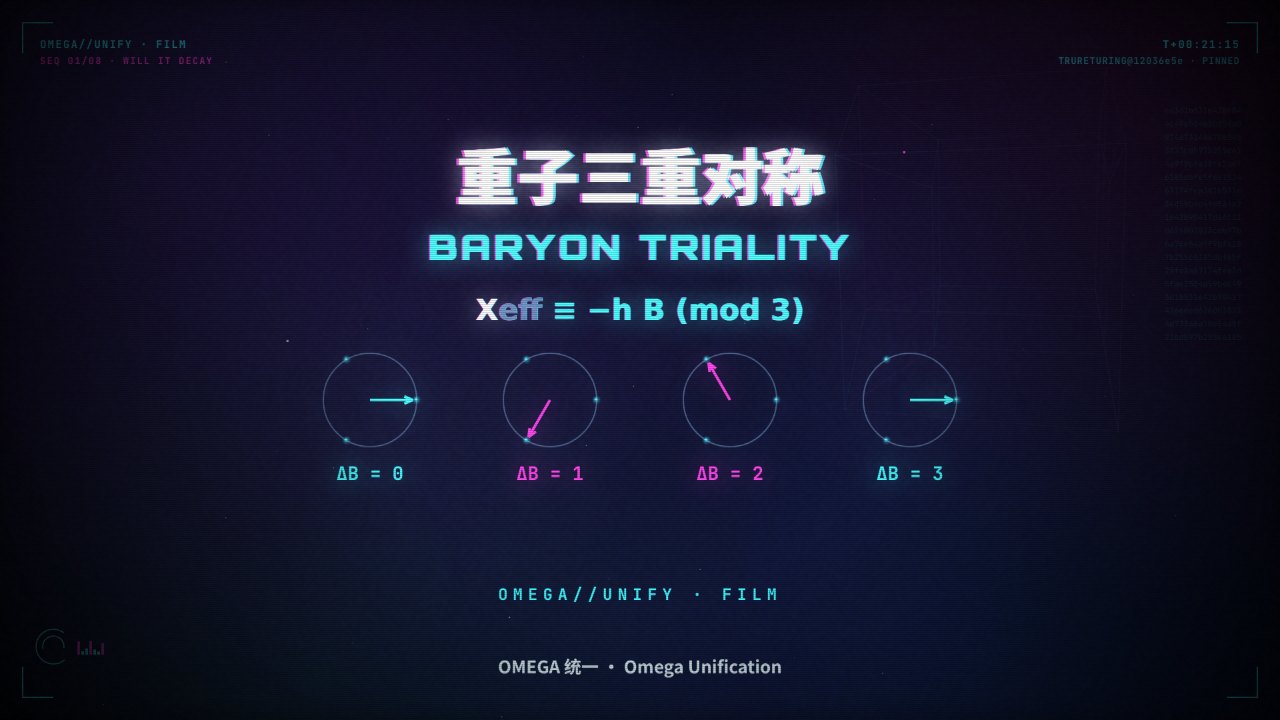 OMEGA//UNIFY · FILM
T+00:21:15
SEQ 01/08 · WILL IT DECAY
TRURETURING@12036e5e · PINNED
重子三重对称
BARYON TRIALITY
Xeff ≡ −h B (mod 3)
ΔB = 0
ΔB = 1
ΔB = 2
ΔB = 3
OMEGA//UNIFY · FILM
OMEGA 统一 · Omega Unification